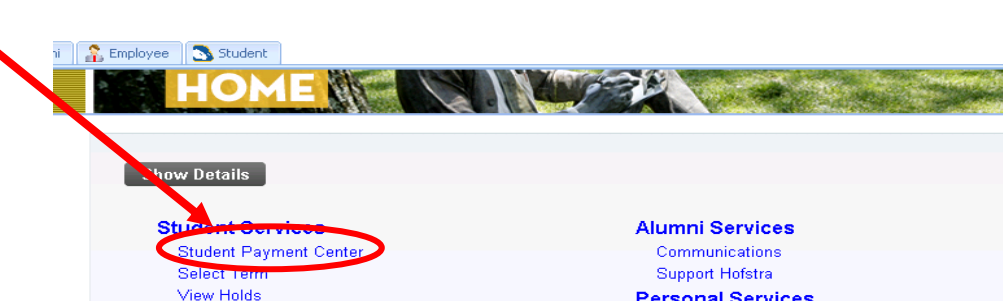 ni Employee Student
HOME
Show Details
Student Services
Student Payment Center
Select Term
View Holds
Alumni Services
Communications
Support Hofstra
Personal Services